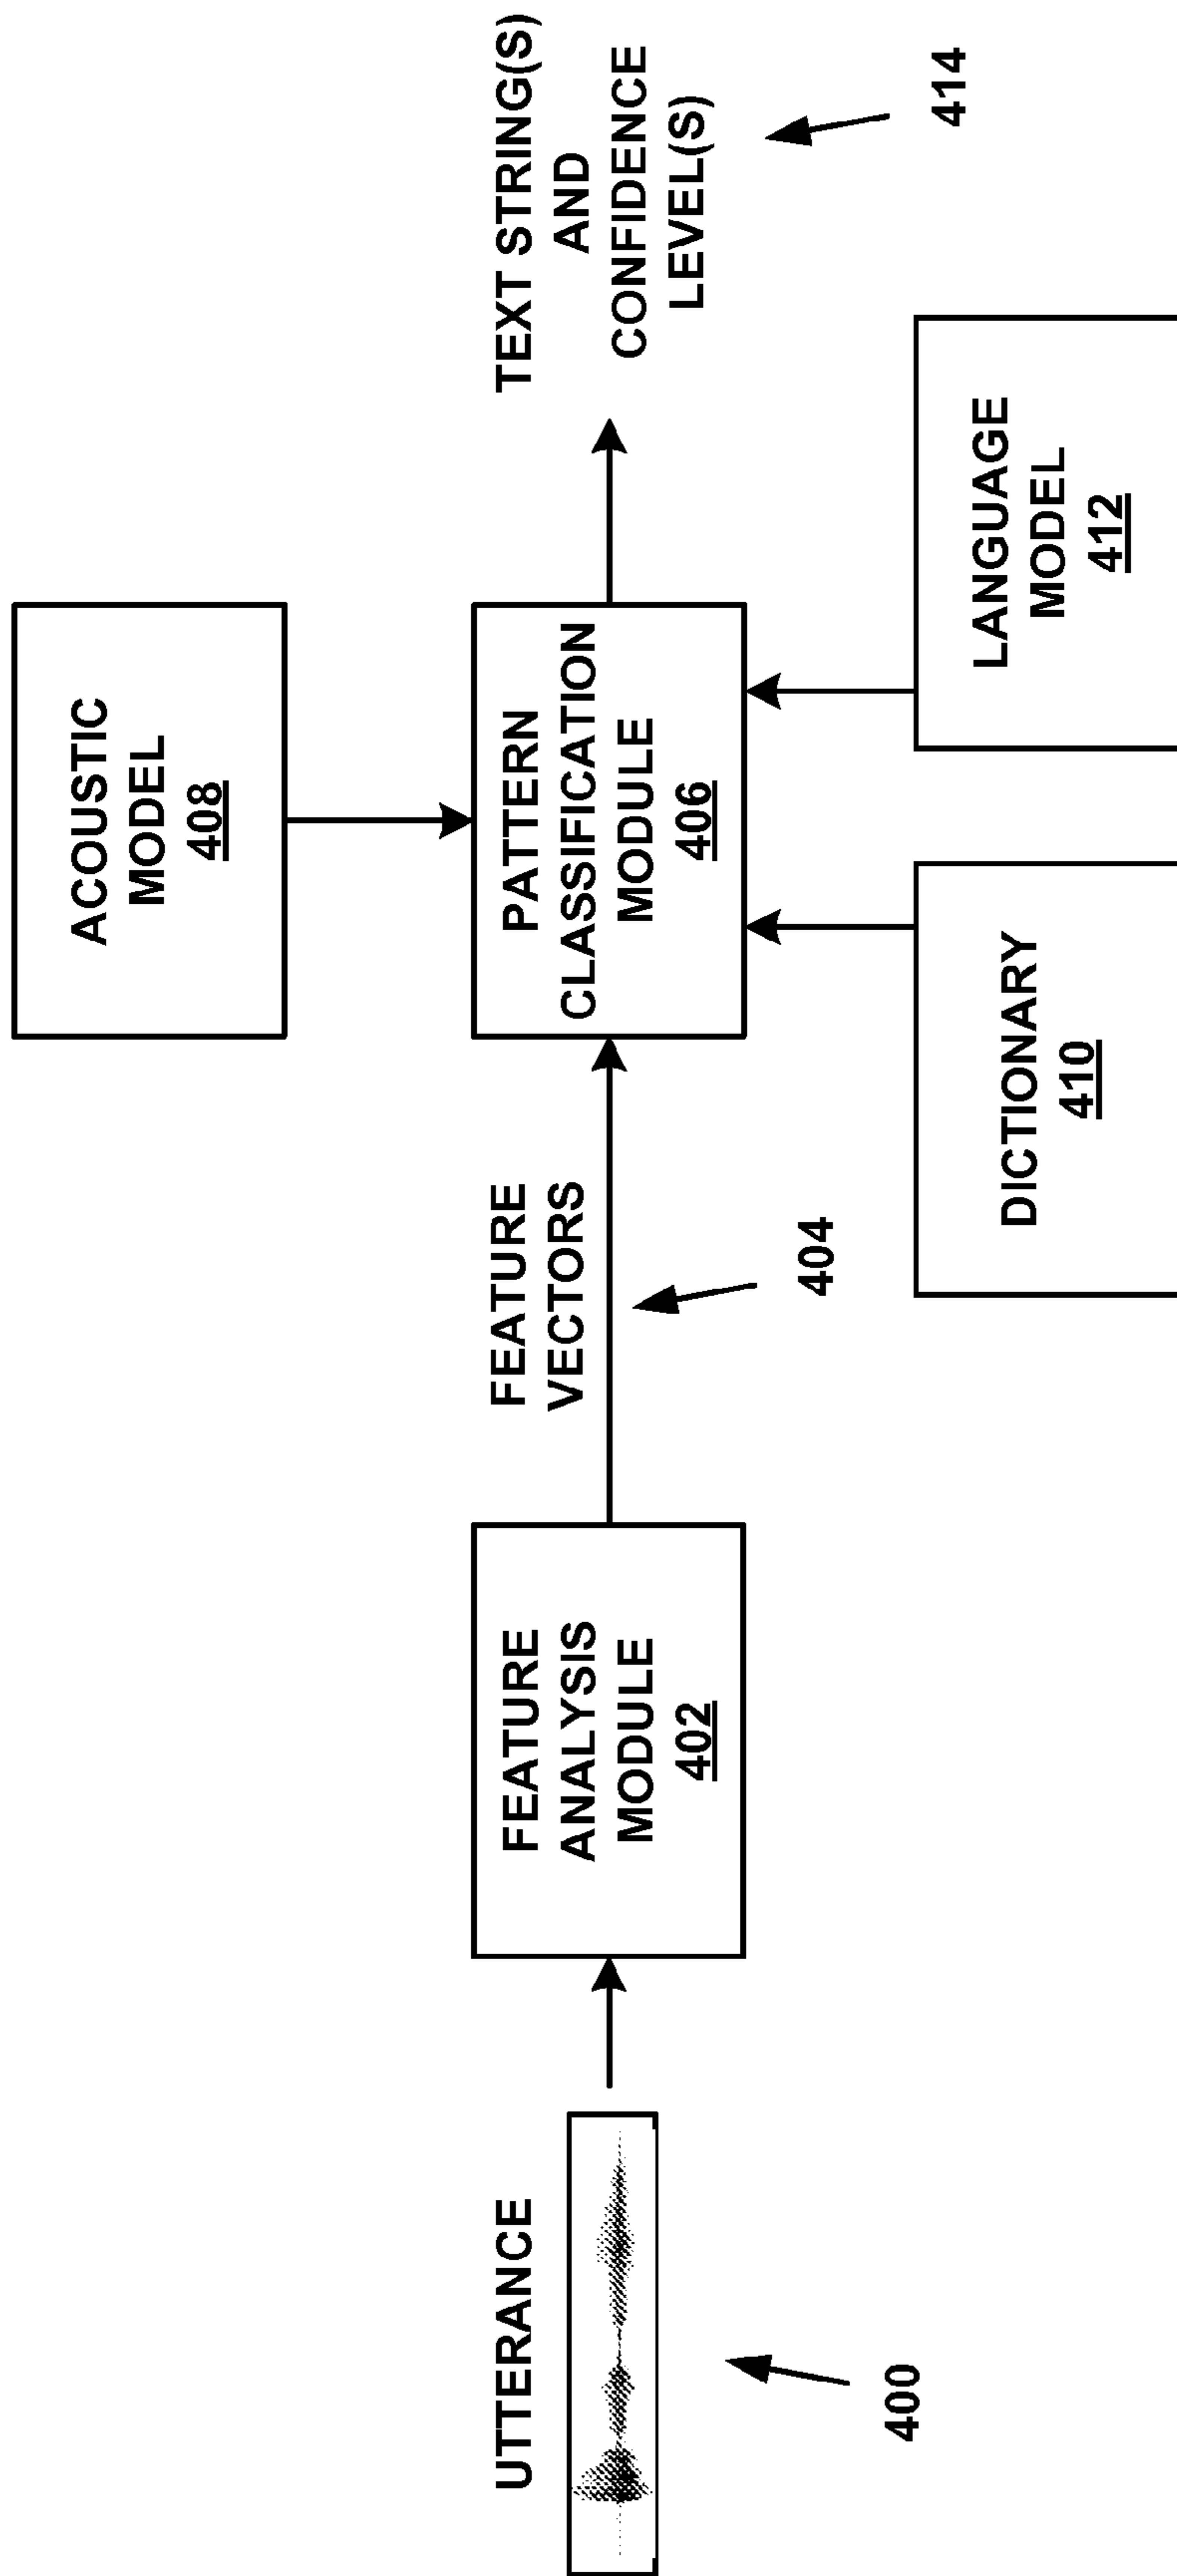 UTTERANCE
400
FEATURE
ANALYSIS
MODULE
402
FEATURE
VECTORS
404
ACOUSTIC
MODEL
408
PATTERN
CLASSIFICATION
MODULE
406
DICTIONARY
410
LANGUAGE
MODEL
412
TEXT STRING(S)
AND
CONFIDENCE
LEVEL(S)
414